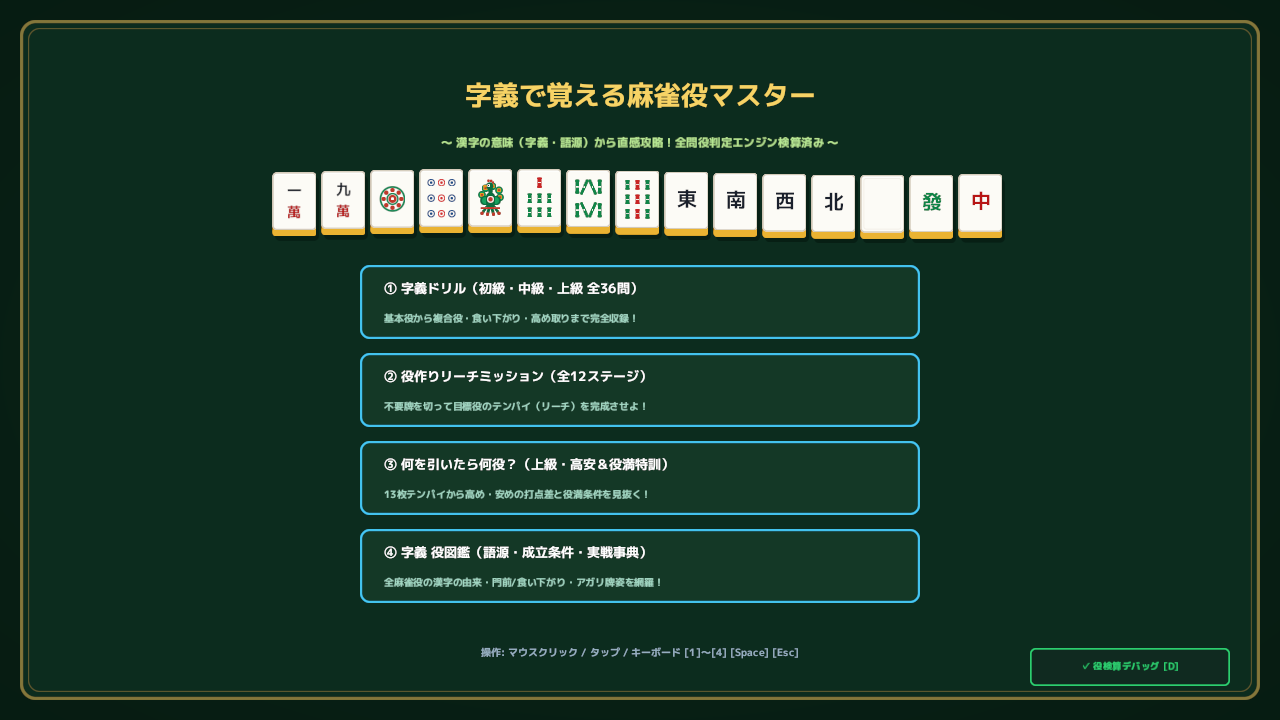 字義で覚える麻雀役マスター
～ 漢字の意味（字義・語源）から直感攻略！全問役判定エンジン検算済み ～
一萬 九萬 東 南 西 北 發 中
① 字義ドリル（初級・中級・上級 全36問）
基本役から複合役・食い下がり・高め取りまで完全収録！
② 役作りリーチミッション（全12ステージ）
不要牌を切って目標役のテンパイ（リーチ）を完成させよ！
③ 何を引いたら何役？（上級・高安＆役満特訓）
13枚テンパイから高め・安めの打点差と役満条件を見抜く！
④ 字義 役図鑑（語源・成立条件・実戦事典）
全麻雀役の漢字の由来・門前/食い下がり・アガリ牌姿を網羅！
操作: マウスクリック / タップ / キーボード [1]～[4] [Space] [Esc]
✓ 役検算デバッグ [D]